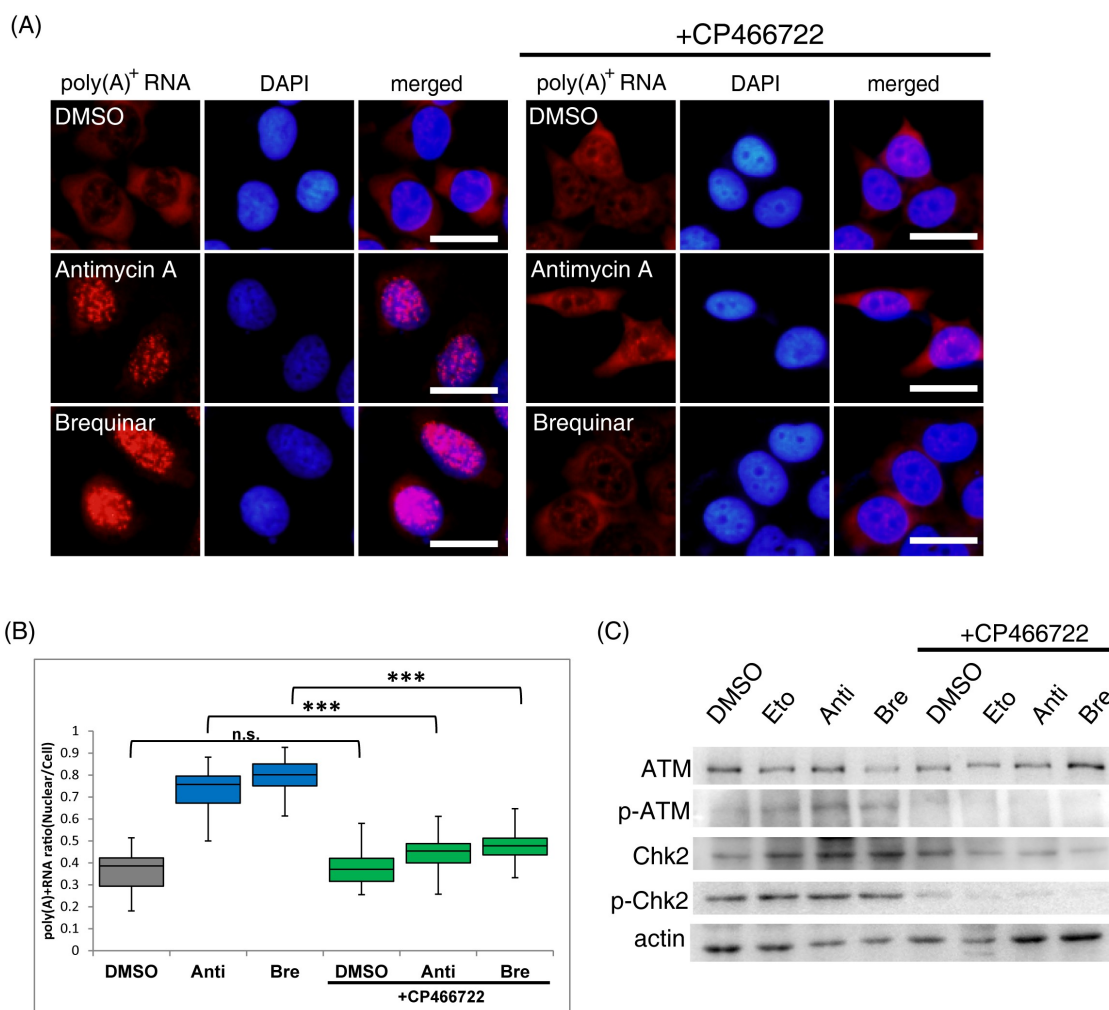 (A)
+CP466722
poly(A)+ RNA DAPI merged poly(A)+ RNA DAPI merged
DMSO DMSO
Antimycin A Antimycin A
Brequinar Brequinar
(B)
*** 
***
n.s.
poly(A)+RNA ratio(Nuclear/Cell)
1
0.9
0.8
0.7
0.6
0.5
0.4
0.3
0.2
0.1
0
DMSO Anti Bre DMSO Anti Bre
+CP466722
(C)
+CP466722
DMSO Eto Anti Bre DMSO Eto Anti Bre
ATM
p-ATM
Chk2
p-Chk2
actin